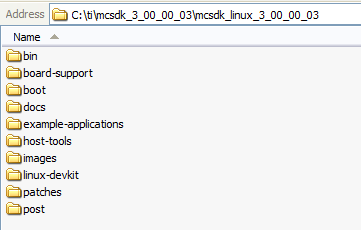 Address C:\ti\mcsdk_3_00_00_03\mcsdk_linux_3_00_00_03
Name
bin
board-support
boot
docs
example-applications
host-tools
images
linux-devkit
patches
post